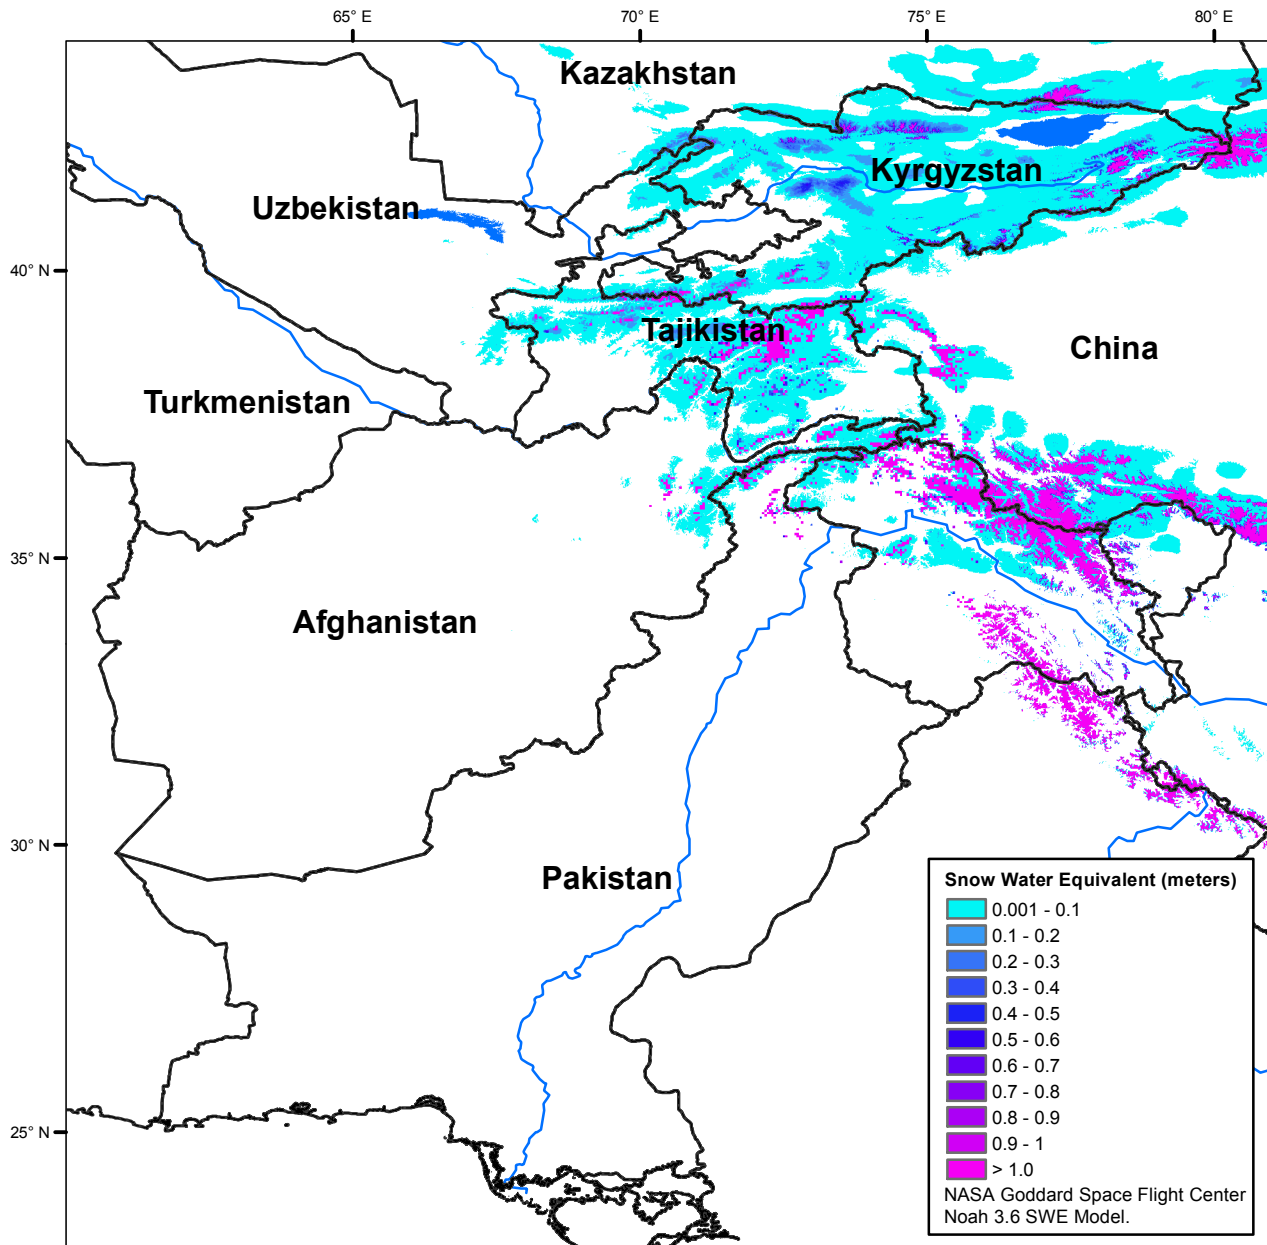 65° E
70° E
75° E
80° E
Kazakhstan
Kyrgyzstan
Uzbekistan
40° N
Tajikistan
China
Turkmenistan
35° N
Afghanistan
30° N
Pakistan
25° N
Snow Water Equivalent (meters)
0.001 - 0.1
0.1 - 0.2
0.2 - 0.3
0.3 - 0.4
0.4 - 0.5
0.5 - 0.6
0.6 - 0.7
0.7 - 0.8
0.8 - 0.9
0.9 - 1
> 1.0
NASA Goddard Space Flight Center
Noah 3.6 SWE Model.